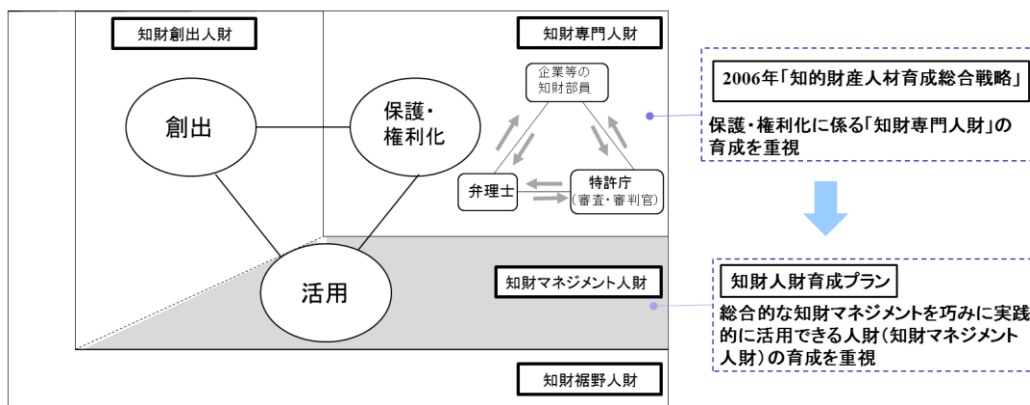 知財創出人財
知財専門人財
創出
保護・
権利化
企業等の
知財部員
弁理士
特許庁
(審査・審判官)
活用
知財マネジメント人財
知財裾野人財
2006年「知的財産人材育成総合戦略」
保護・権利化に係る「知財専門人財」の
育成を重視
知財人財育成プラン
総合的な知財マネジメントを巧みに実践
的に活用できる人財(知財マネジメント
人財)の育成を重視